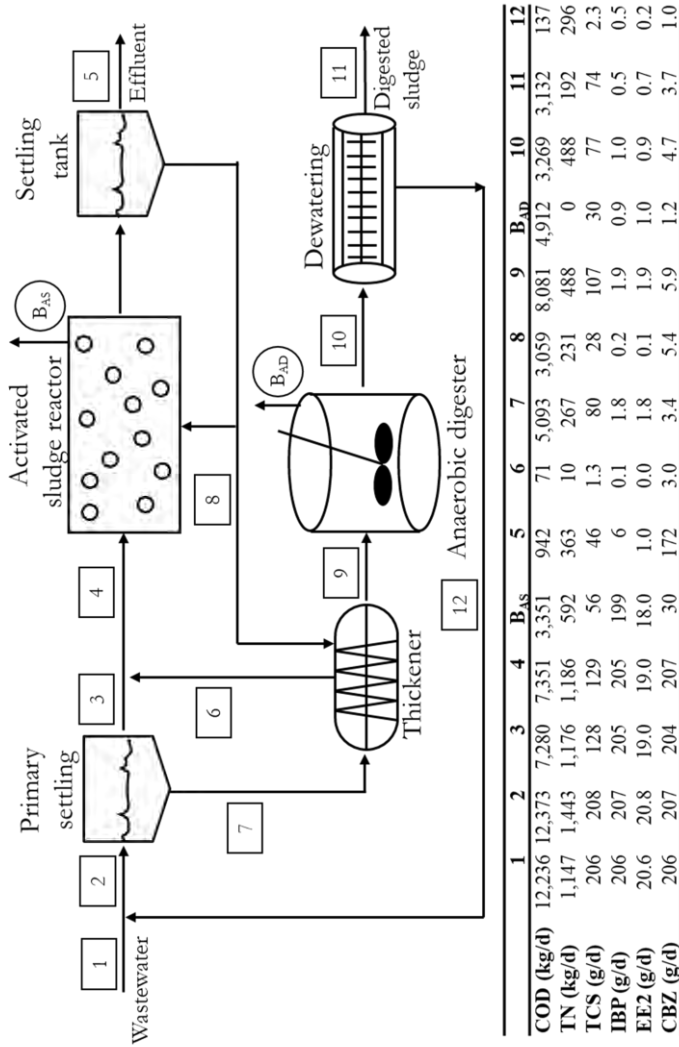 Primary
settling
Activated
sludge reactor
Settling
tank
B_AS
1
2
3
4
5
Wastewater
Effluent
7
6
8
9
10
11
B_AD
Thickener
Anaerobic digester
Dewatering
Digested
sludge
12
1 2 3 4 B_AS 5 6 7 8 9 B_AD 10 11 12
COD (kg/d) 12,236 12,373 7,280 7,351 3,351 942 71 5,093 3,059 8,081 4,912 3,269 3,132 137
TN (kg/d) 1,147 1,443 1,176 1,186 592 363 10 267 231 488 0 488 192 296
TCS (g/d) 206 208 128 129 56 46 1.3 80 28 107 30 77 74 2.3
IBP (g/d) 206 207 205 205 199 6 0.1 1.8 0.2 1.9 0.9 1.0 0.5 0.5
EE2 (g/d) 20.6 20.8 19.0 19.0 18.0 1.0 0.0 1.8 0.1 1.9 1.0 0.9 0.7 0.2
CBZ (g/d) 206 207 204 207 30 172 3.0 3.4 5.4 5.9 1.2 4.7 3.7 1.0